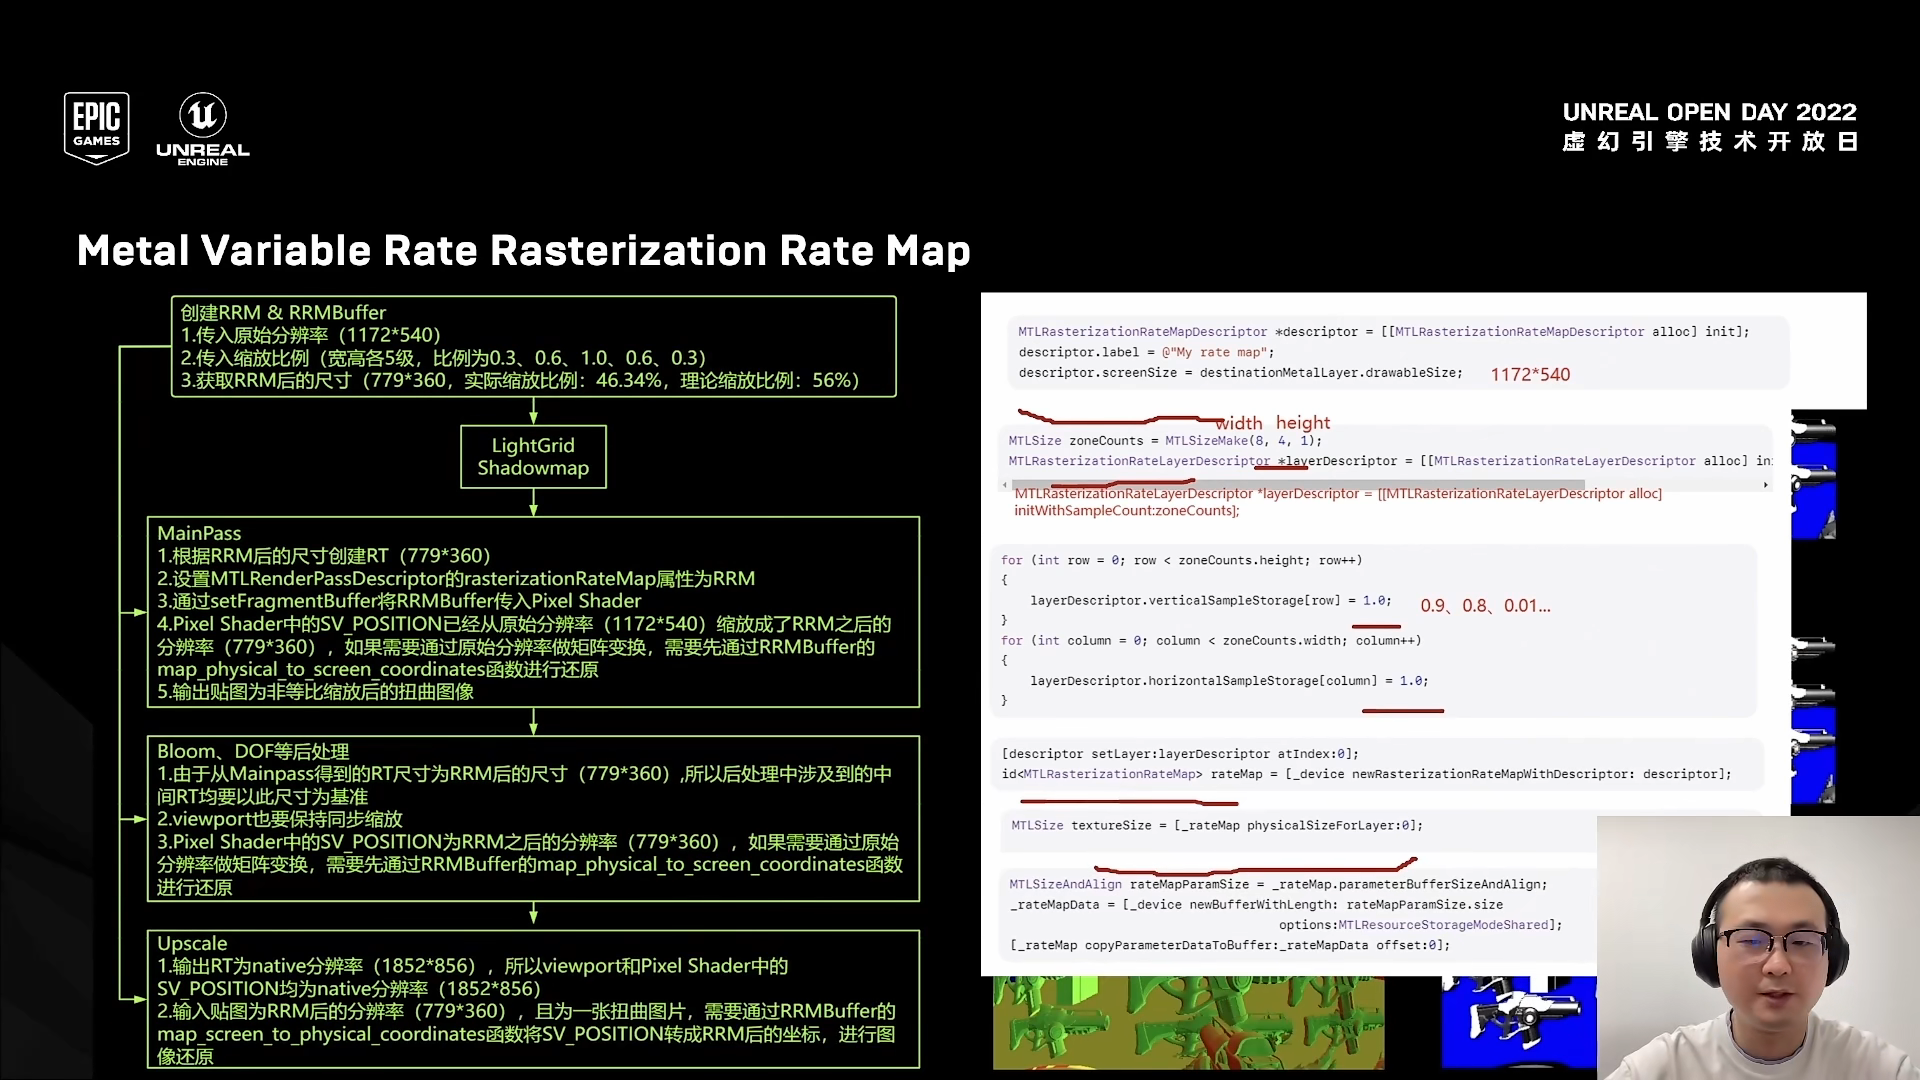 EPIC
GAMES
UNREAL
ENGINE
UNREAL OPEN DAY 2022
虚幻引擎技术开放日
Metal Variable Rate Rasterization Rate Map
创建RRM & RRMBuffer
1.传入原始分辨率（1172*540）
2.传入缩放比例（宽高各5级，比例为0.3、0.6、1.0、0.6、0.3）
3.获取RRM后的尺寸（779*360，实际缩放比例：46.34%，理论缩放比例：56%）
LightGrid
Shadowmap
MainPass
1.根据RRM后的尺寸创建RT（779*360）
2.设置MTLRenderPassDescriptor的rasterizationRateMap属性为RRM
3.通过setFragmentBuffer将RRMBuffer传入Pixel Shader
4.Pixel Shader中的SV_POSITION已经从原始分辨率（1172*540）缩放成了RRM之后的
分辨率（779*360），如果需要通过原始分辨率做矩阵变换，需要先通过RRMBuffer的
map_physical_to_screen_coordinates函数进行还原
5.输出贴图为非等比缩放后的扭曲图像
Bloom、DOF等后处理
1.由于从Mainpass得到的RT尺寸为RRM后的尺寸（779*360）,所以后处理中涉及到的中
间RT均要以此尺寸为基准
2.viewport也要保持同步缩放
3.Pixel Shader中的SV_POSITION为RRM之后的分辨率（779*360），如果需要通过原始
分辨率做矩阵变换，需要先通过RRMBuffer的map_physical_to_screen_coordinates函数
进行还原
Upscale
1.输出RT为native分辨率（1852*856），所以viewport和Pixel Shader中的
SV_POSITION均为native分辨率（1852*856）
2.输入贴图为RRM后的分辨率（779*360），且为一张扭曲图片，需要通过RRMBuffer的
map_screen_to_physical_coordinates函数将SV_POSITION转成RRM后的坐标，进行图
像还原
MTLRasterizationRateMapDescriptor *descriptor = [[MTLRasterizationRateMapDescriptor alloc] init];
descriptor.label = @"My rate map";
descriptor.screenSize = destinationMetalLayer.drawableSize; 1172*540
width height
MTLSize zoneCounts = MTLSizeMake(8, 4, 1);
MTLRasterizationRateLayerDescriptor *layerDescriptor = [[MTLRasterizationRateLayerDescriptor alloc] in
MTLRasterizationRateLayerDescriptor *layerDescriptor = [[MTLRasterizationRateLayerDescriptor alloc]
initWithSampleCount:zoneCounts];
for (int row = 0; row < zoneCounts.height; row++)
{
layerDescriptor.verticalSampleStorage[row] = 1.0; 0.9、0.8、0.01...
}
for (int column = 0; column < zoneCounts.width; column++)
{
layerDescriptor.horizontalSampleStorage[column] = 1.0;
}
[descriptor setLayer:layerDescriptor atIndex:0];
id<MTLRasterizationRateMap> rateMap = [_device newRasterizationRateMapWithDescriptor: descriptor];
MTLSize textureSize = [_rateMap physicalSizeForLayer:0];
MTLSizeAndAlign rateMapParamSize = _rateMap.parameterBufferSizeAndAlign;
_rateMapData = [_device newBufferWithLength: rateMapParamSize.size
options:MTLResourceStorageModeShared];
[_rateMap copyParameterDataToBuffer:_rateMapData offset:0];